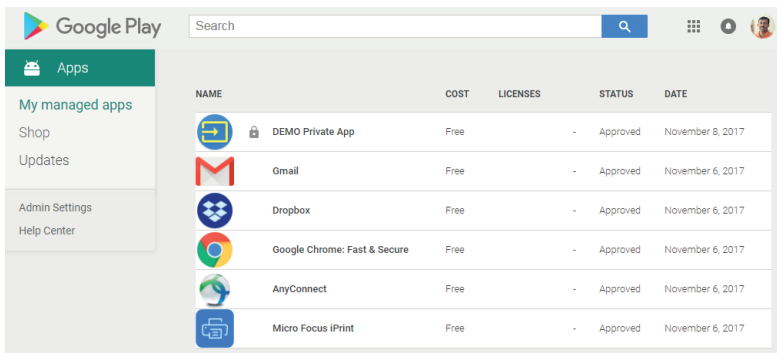 Google Play
Search
Apps
My managed apps
Shop
Updates
Admin Settings
Help Center
NAME COST LICENSES STATUS DATE
DEMO Private App Free - Approved November 8, 2017
Gmail Free - Approved November 6, 2017
Dropbox Free - Approved November 6, 2017
Google Chrome: Fast & Secure Free - Approved November 6, 2017
AnyConnect Free - Approved November 6, 2017
Micro Focus iPrint Free - Approved November 6, 2017